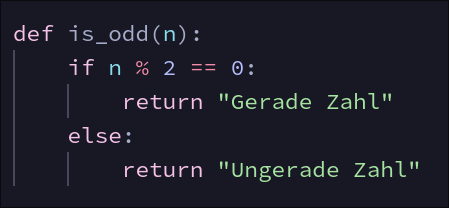 def is_odd(n):
    if n % 2 == 0:
        return "Gerade Zahl"
    else:
        return "Ungerade Zahl"